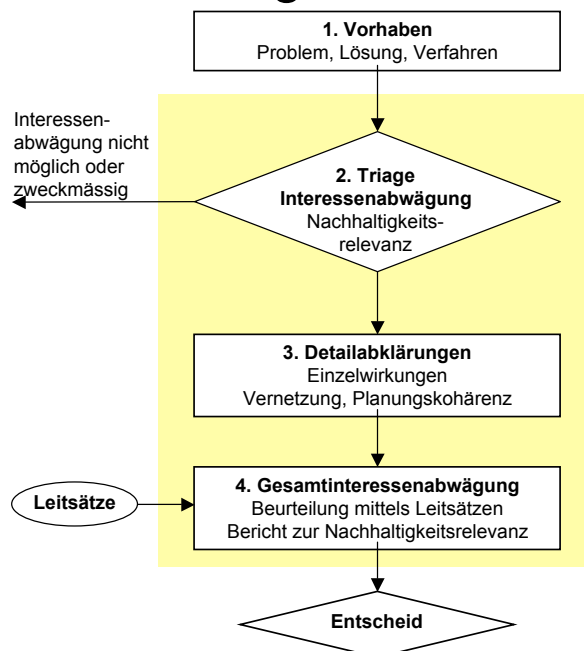 1. Vorhaben
Problem, Lösung, Verfahren
Interessen-
abwägung nicht
möglich oder
zweckmässig
2. Triage
Interessenabwägung
Nachhaltigkeits-
relevanz
3. Detailabklärungen
Einzelwirkungen
Vernetzung, Planungskohärenz
Leitsätze
4. Gesamtinteressenabwägung
Beurteilung mittels Leitsätzen
Bericht zur Nachhaltigkeitsrelevanz
Entscheid